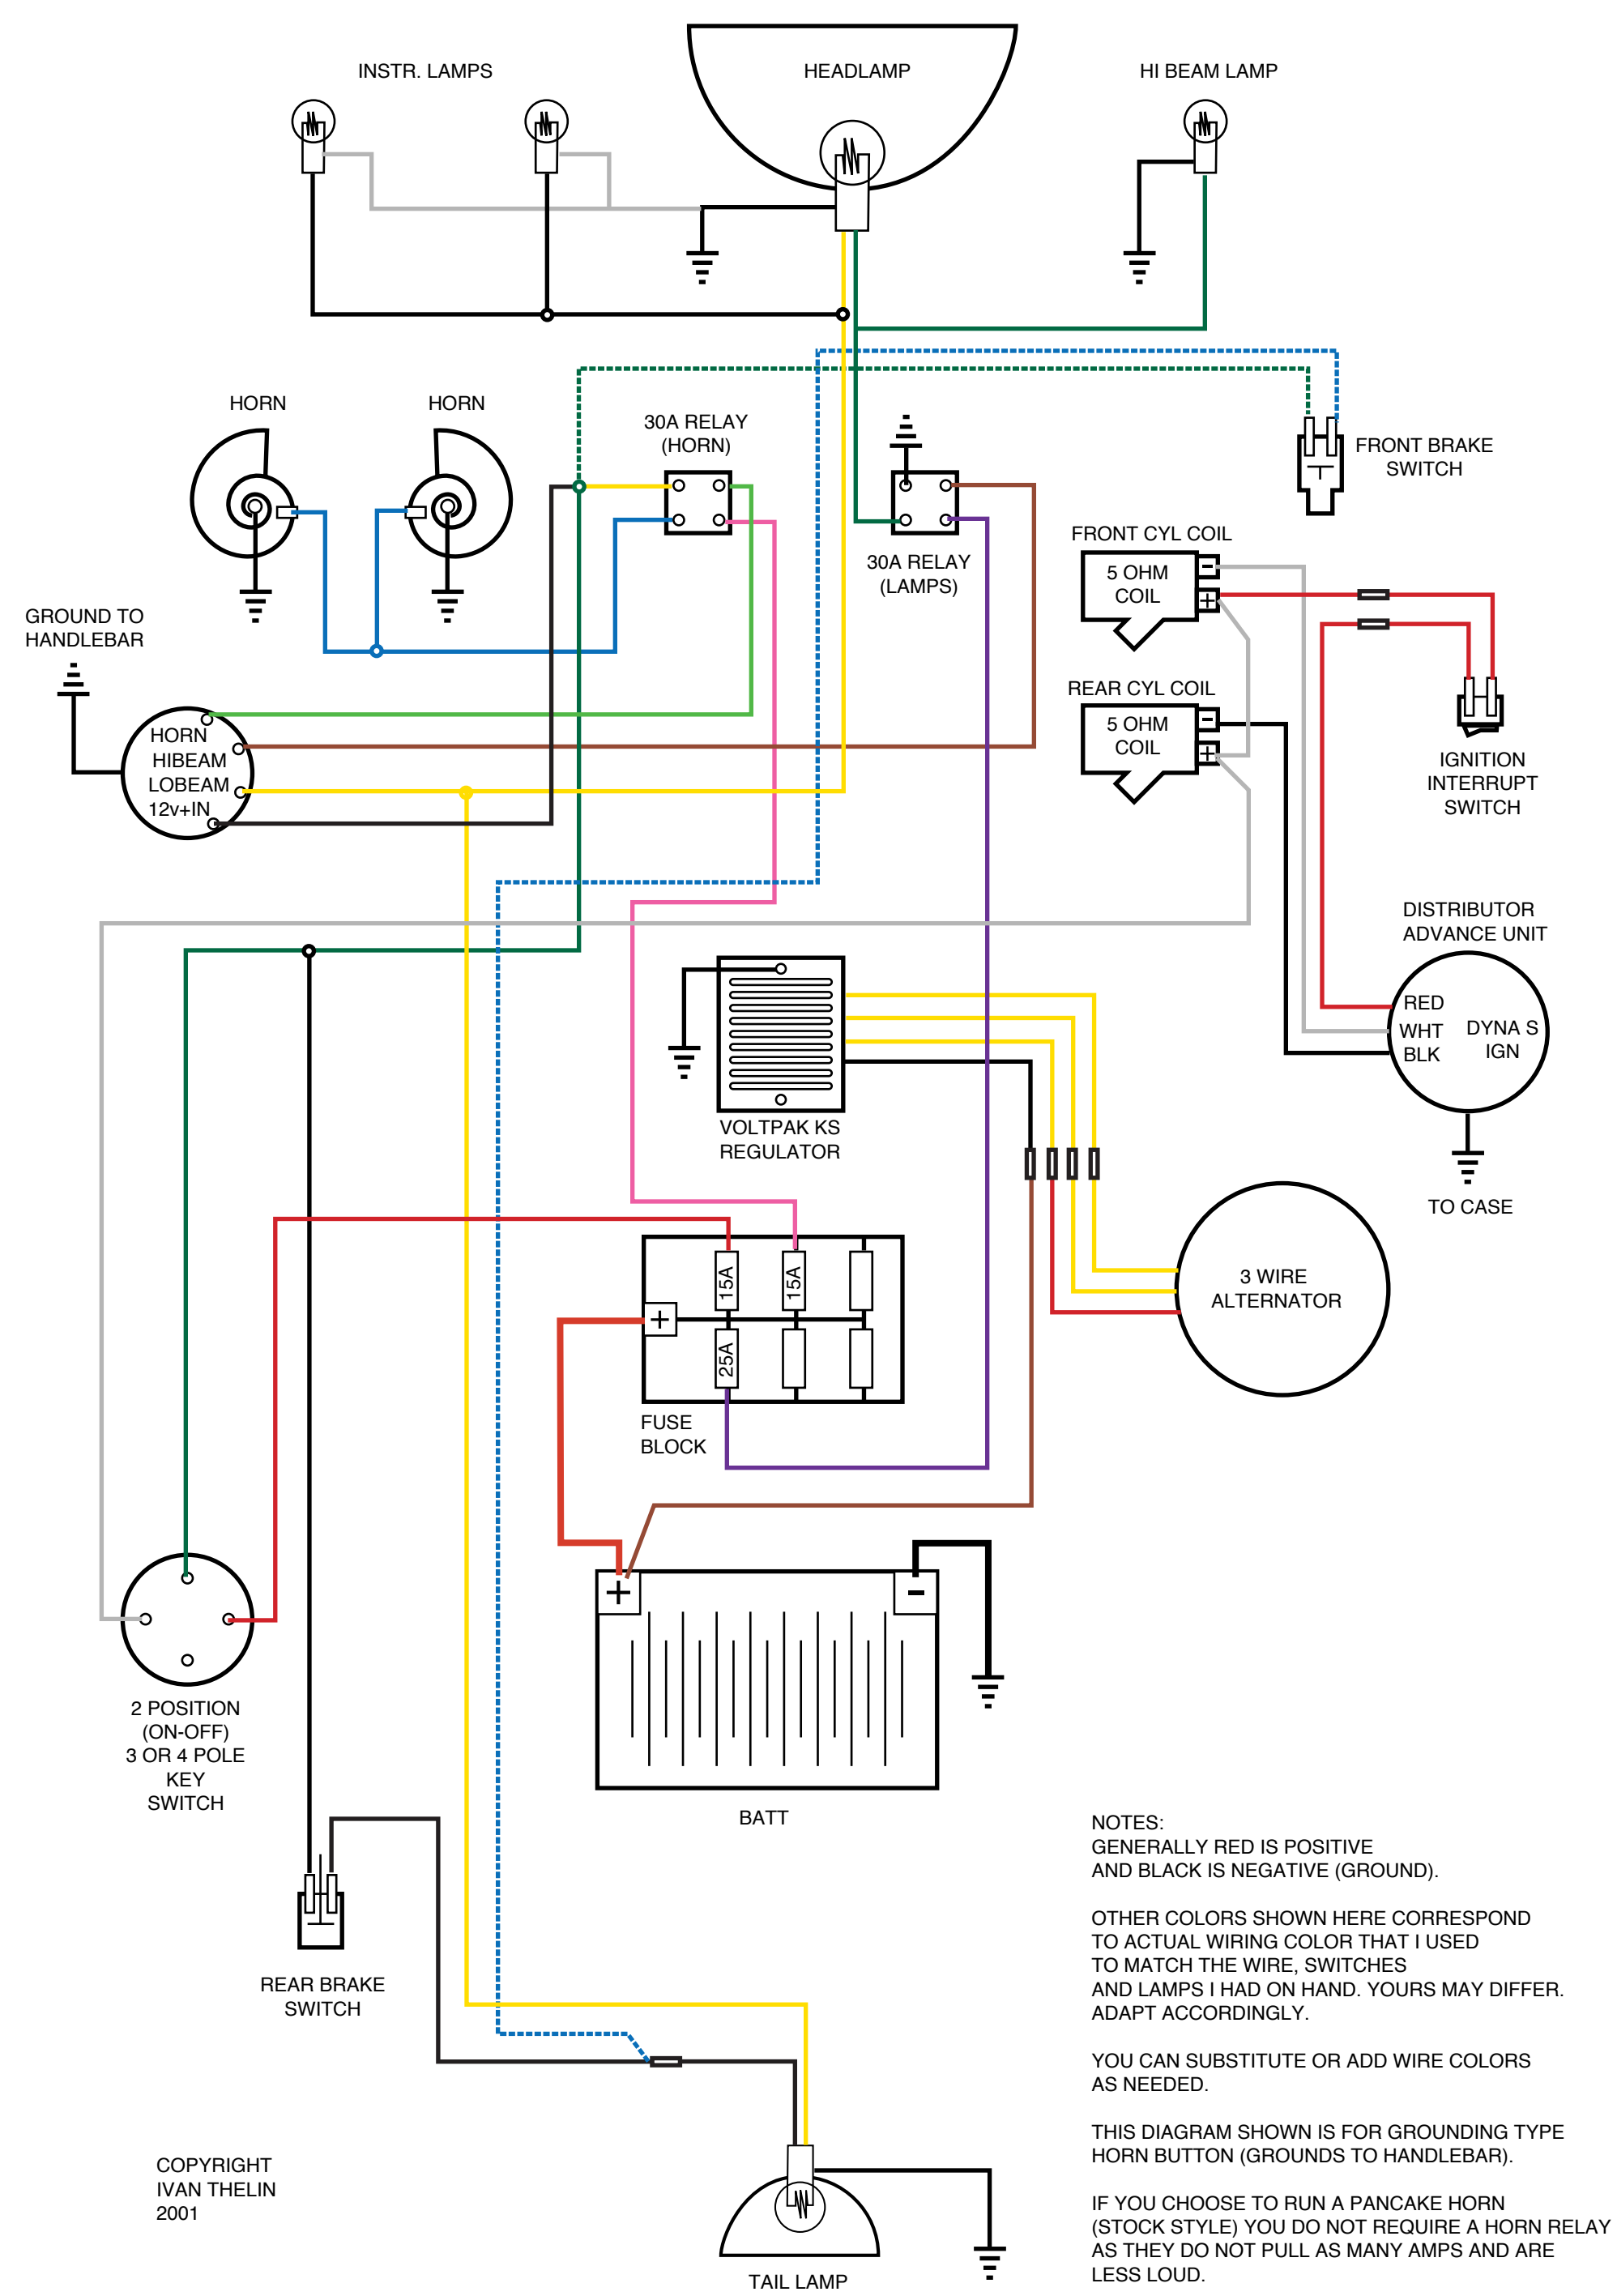 INSTR. LAMPS
HEADLAMP
HI BEAM LAMP
HORN
HORN
30A RELAY
(HORN)
FRONT BRAKE
SWITCH
30A RELAY
(LAMPS)
FRONT CYL COIL
5 OHM
COIL
-
+
GROUND TO
HANDLEBAR
REAR CYL COIL
5 OHM
COIL
-
+
HORN
HIBEAM
LOBEAM
12v+IN
IGNITION
INTERRUPT
SWITCH
DISTRIBUTOR
ADVANCE UNIT
RED
WHT
BLK
DYNA S
IGN
TO CASE
VOLTPAK KS
REGULATOR
3 WIRE
ALTERNATOR
15A
15A
+
25A
FUSE
BLOCK
+
-
BATT
2 POSITION
(ON-OFF)
3 OR 4 POLE
KEY
SWITCH
REAR BRAKE
SWITCH
NOTES:
GENERALLY RED IS POSITIVE
AND BLACK IS NEGATIVE (GROUND).
OTHER COLORS SHOWN HERE CORRESPOND
TO ACTUAL WIRING COLOR THAT I USED
TO MATCH THE WIRE, SWITCHES
AND LAMPS I HAD ON HAND. YOURS MAY DIFFER.
ADAPT ACCORDINGLY.
YOU CAN SUBSTITUTE OR ADD WIRE COLORS
AS NEEDED.
THIS DIAGRAM SHOWN IS FOR GROUNDING TYPE
HORN BUTTON (GROUNDS TO HANDLEBAR).
IF YOU CHOOSE TO RUN A PANCAKE HORN
(STOCK STYLE) YOU DO NOT REQUIRE A HORN RELAY
AS THEY DO NOT PULL AS MANY AMPS AND ARE
LESS LOUD.
COPYRIGHT
IVAN THELIN
2001
TAIL LAMP